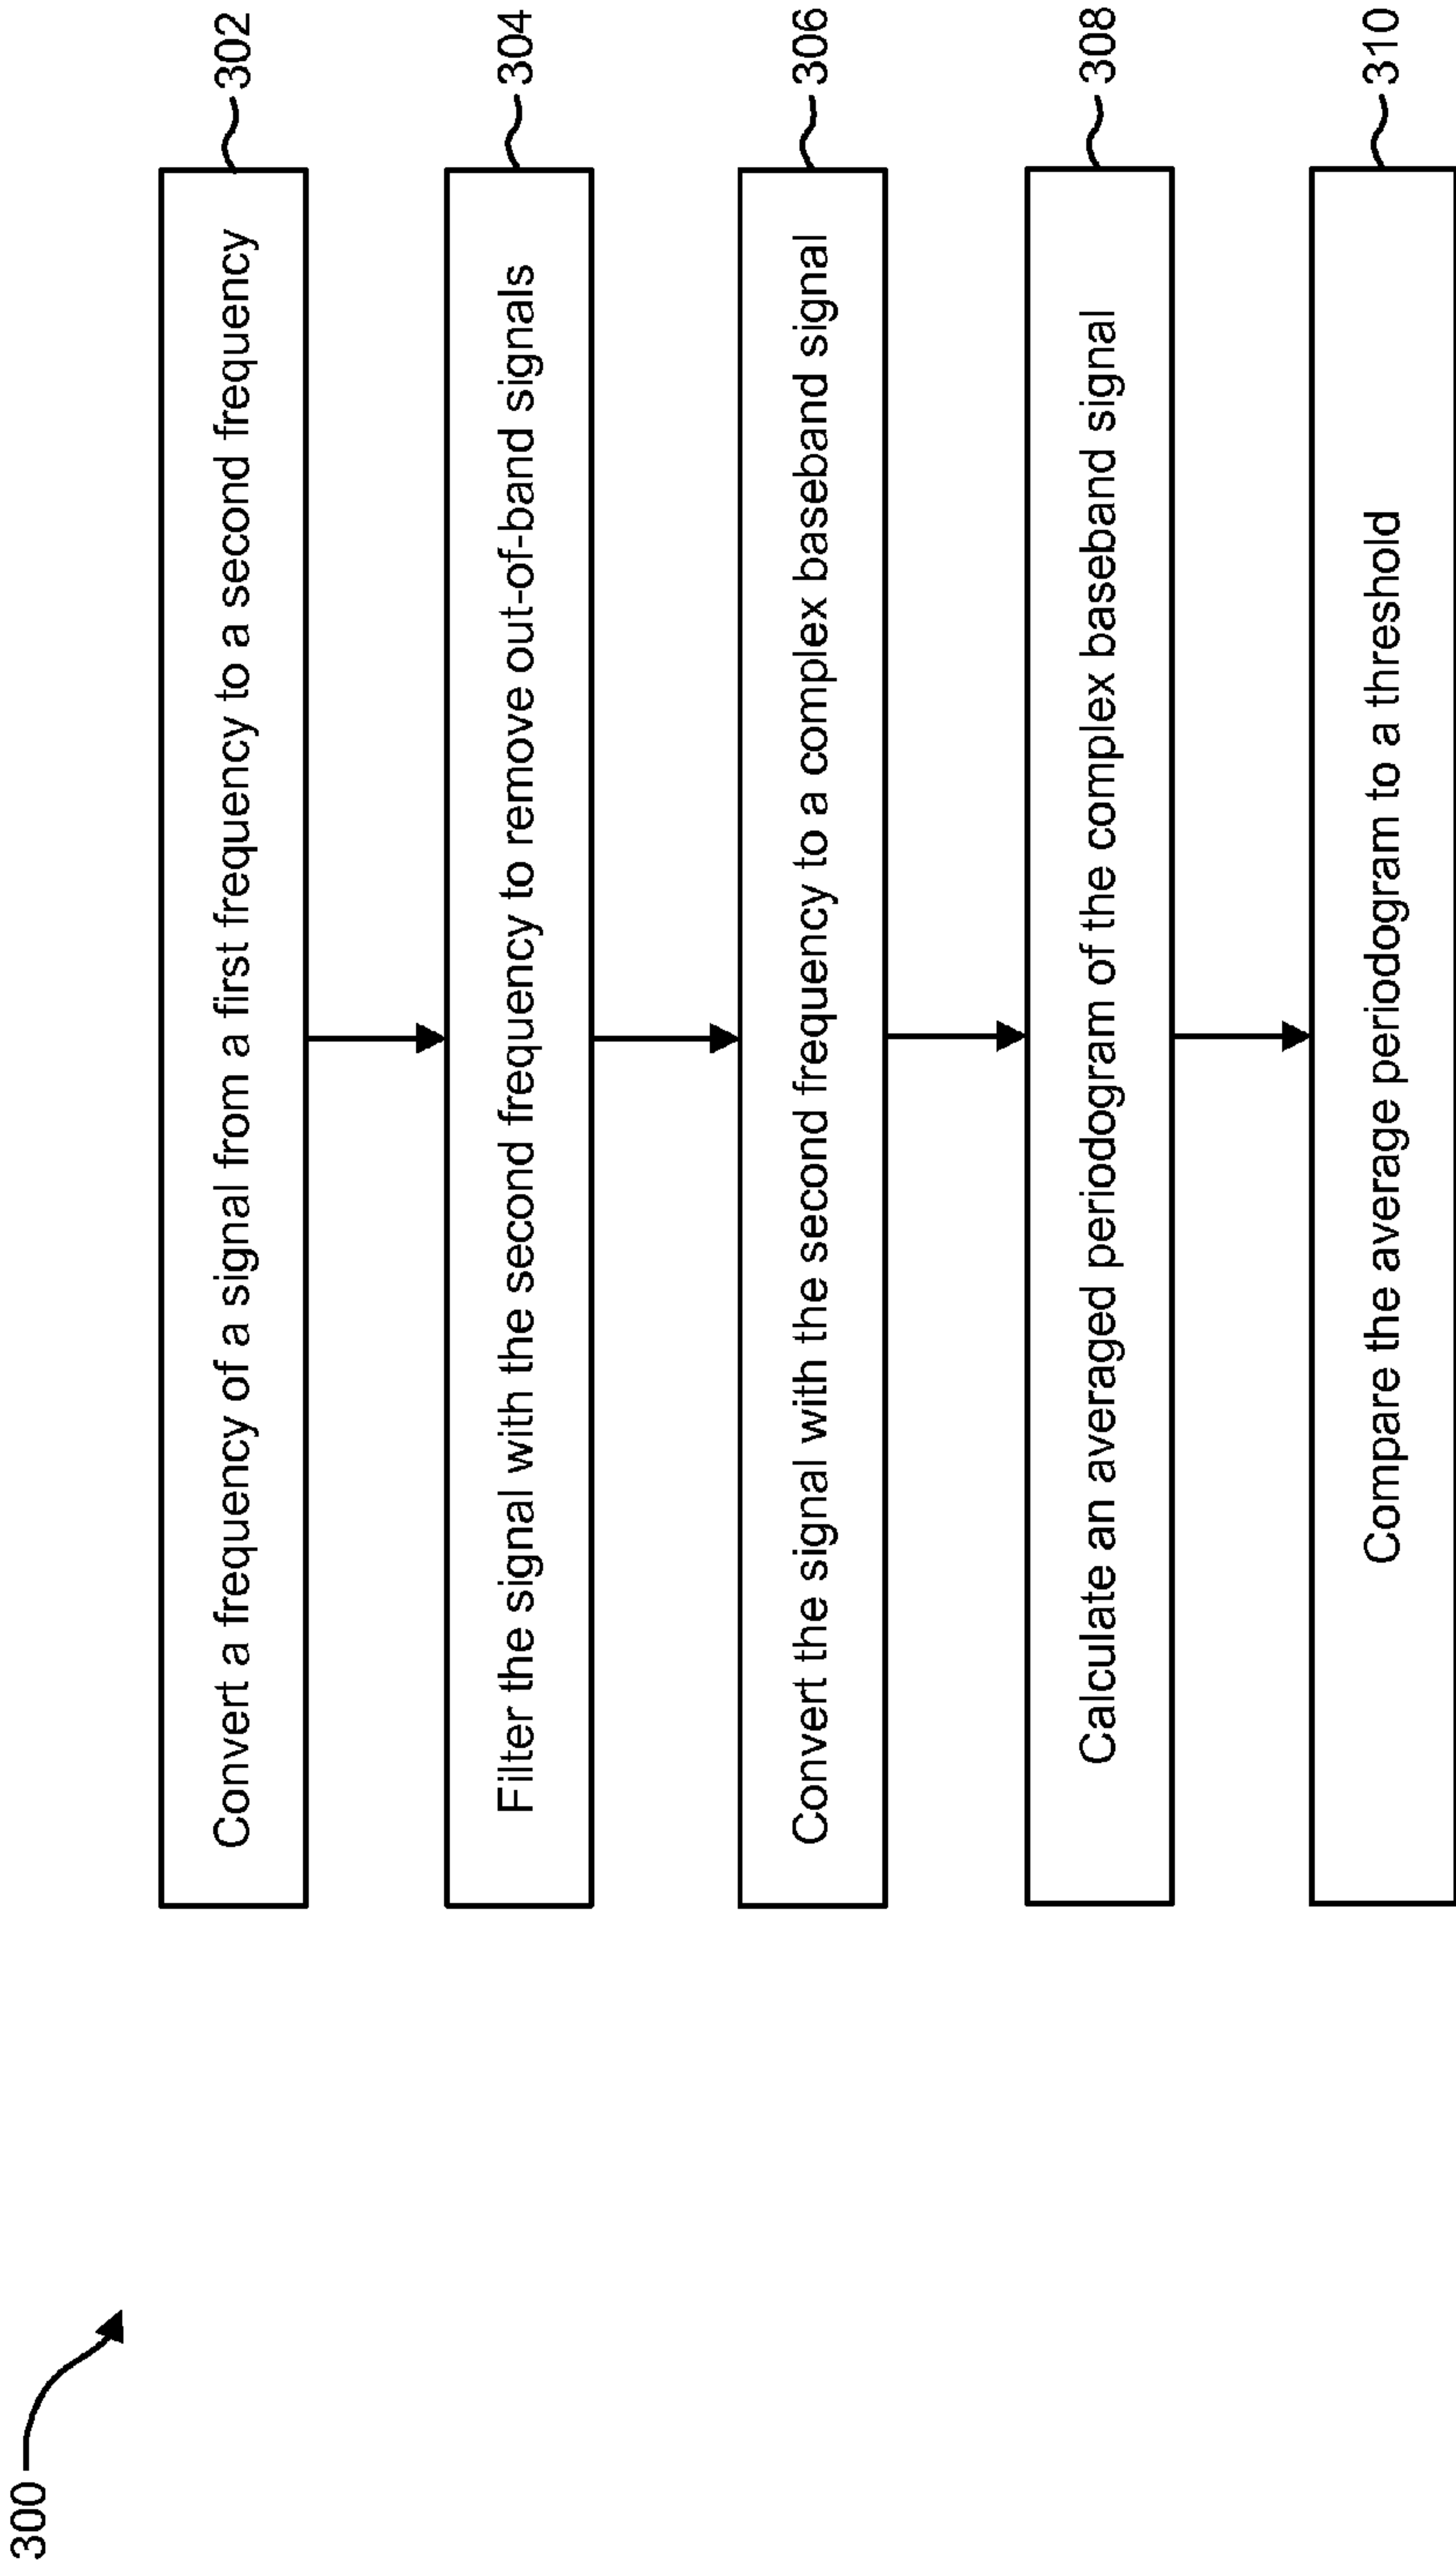 300
Convert a frequency of a signal from a first frequency to a second frequency
302
Filter the signal with the second frequency to remove out-of-band signals
304
Convert the signal with the second frequency to a complex baseband signal
306
Calculate an averaged periodogram of the complex baseband signal
308
Compare the average periodogram to a threshold
310